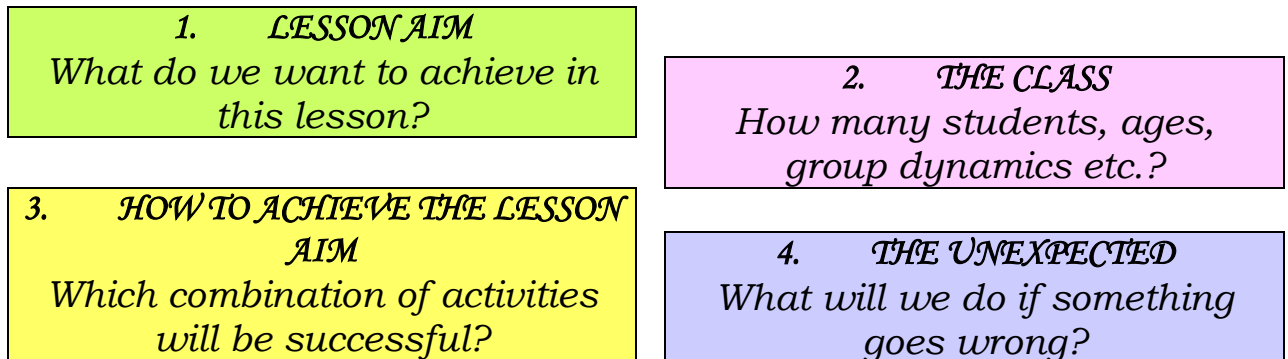 1. LESSON AIM
What do we want to achieve in
this lesson?
2. THE CLASS
How many students, ages,
group dynamics etc.?
3. HOW TO ACHIEVE THE LESSON
AIM
Which combination of activities
will be successful?
4. THE UNEXPECTED
What will we do if something
goes wrong?